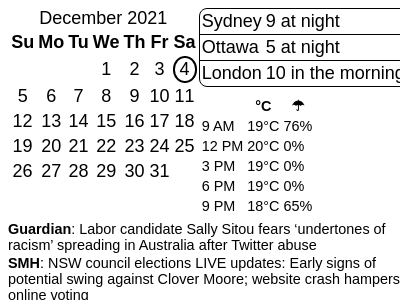 December 2021
Su Mo Tu We Th Fr Sa
1 2 3 4
5 6 7 8 9 10 11
12 13 14 15 16 17 18
19 20 21 22 23 24 25
26 27 28 29 30 31
Sydney 9 at night
Ottawa 5 at night
London 10 in the morning
°C ☂
9 AM 19°C 76%
12 PM 20°C 0%
3 PM 19°C 0%
6 PM 19°C 0%
9 PM 18°C 65%
Guardian: Labor candidate Sally Sitou fears ‘undertones of
racism’ spreading in Australia after Twitter abuse
SMH: NSW council elections LIVE updates: Early signs of
potential swing against Clover Moore; website crash hampers
online voting